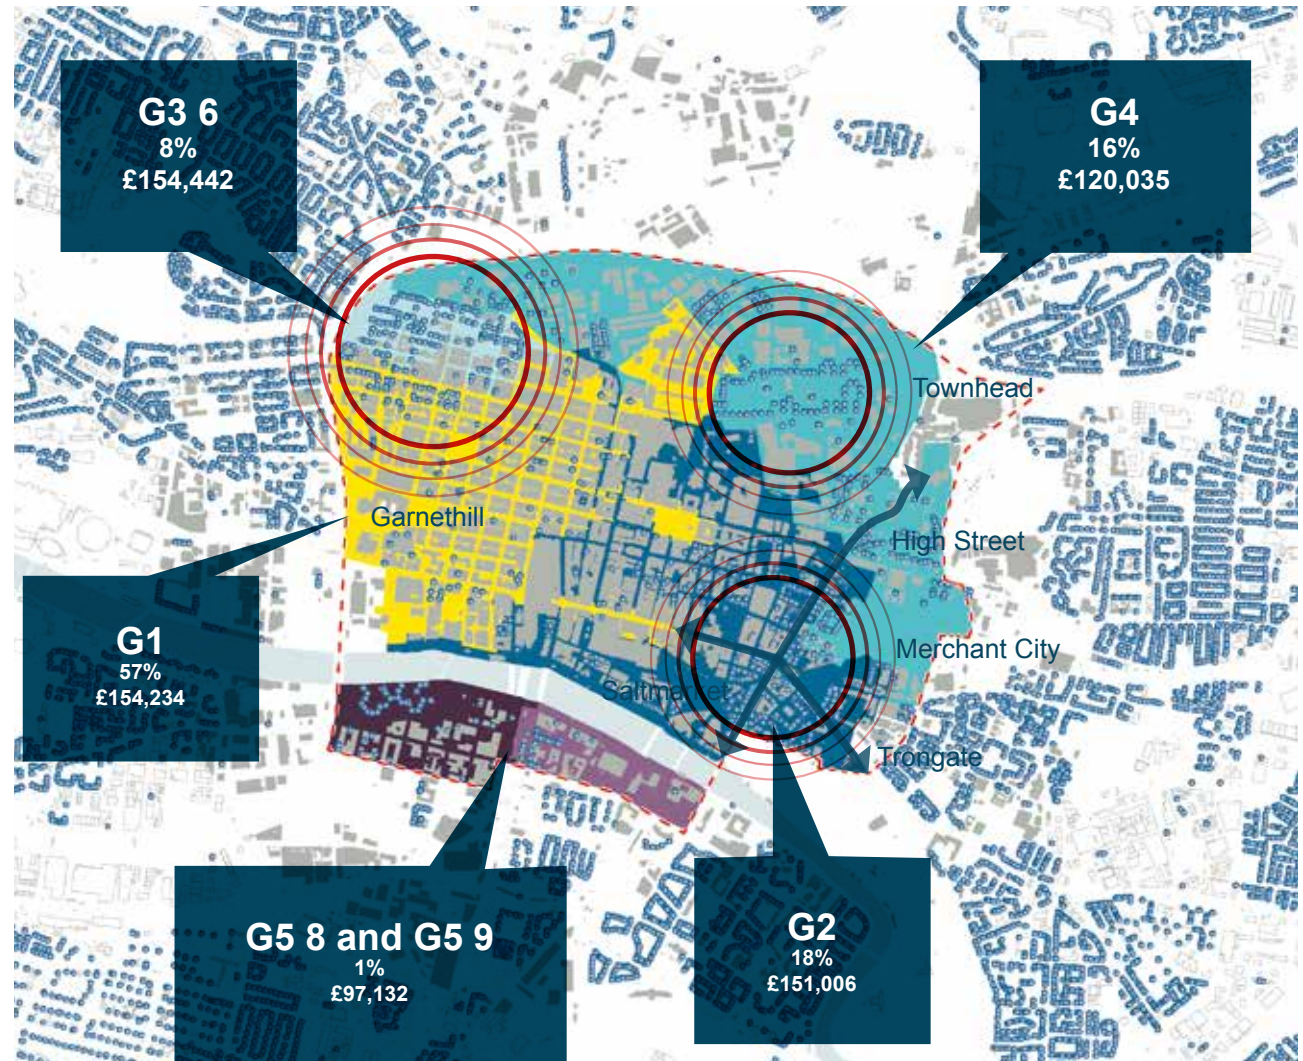 G3 6
8%
£154,442
G4
16%
£120,035
Townhead
Garnethill
High Street
G1
57%
£154,234
Merchant City
Saltmarket
Trongate
G5 8 and G5 9
1%
£97,132
G2
18%
£151,006